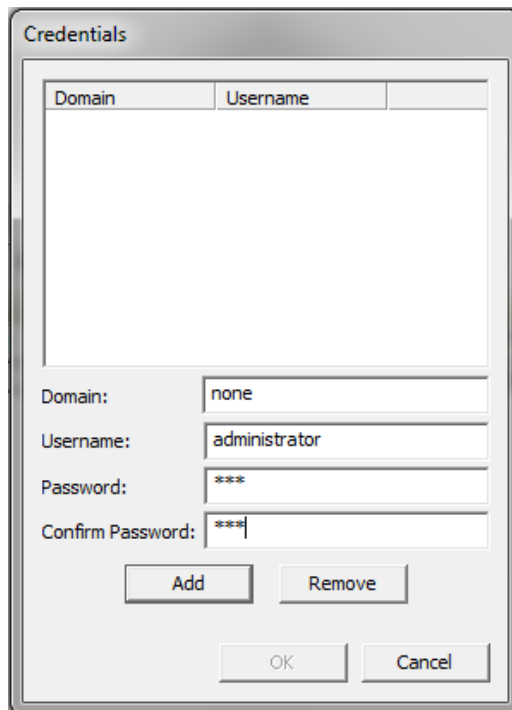 Credentials
Domain Username
Domain: none
Username: administrator
Password: ***
Confirm Password: ***
Add Remove
OK Cancel